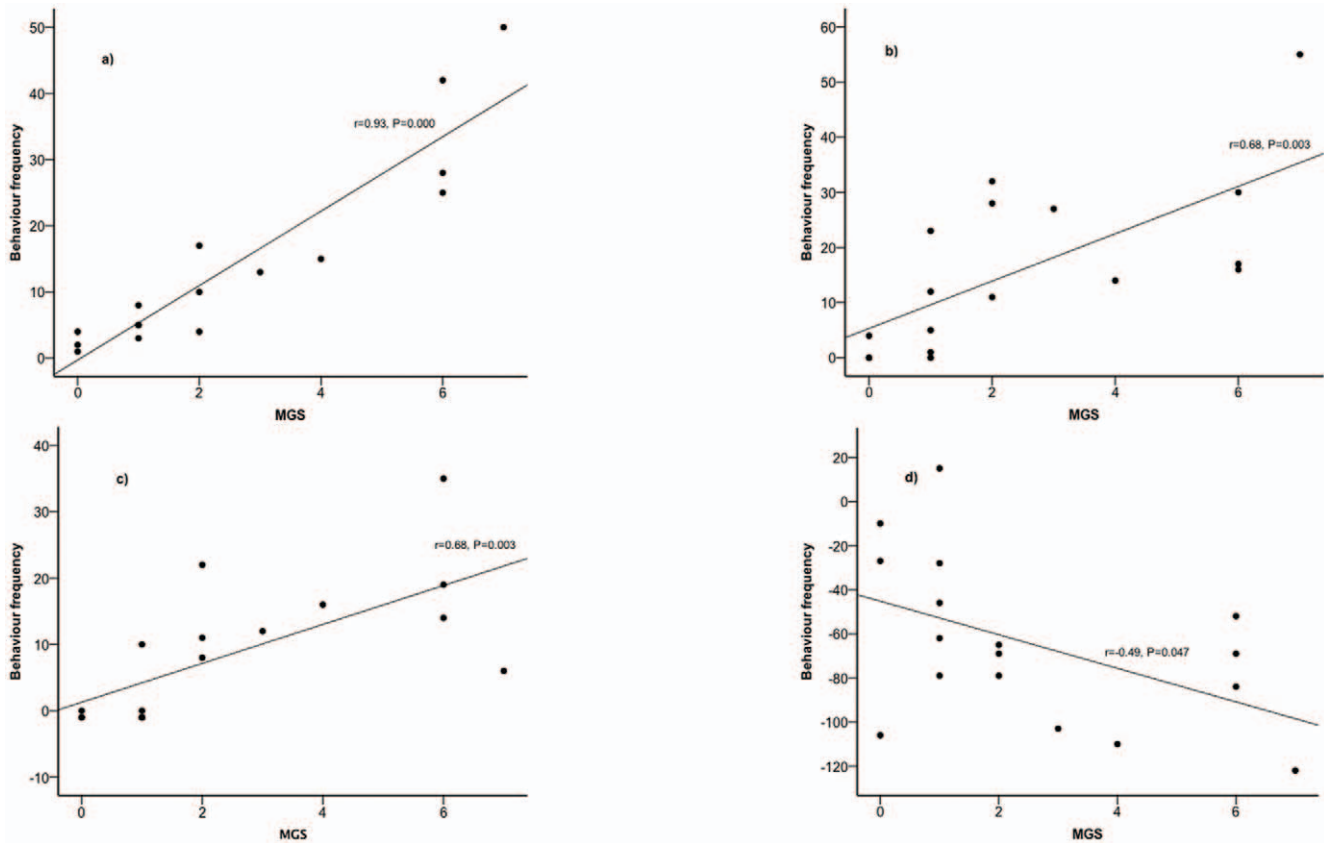 50
40
30
20
10
0
Behaviour frequency
a)
r=0.93, P=0.000
0 2 4 6
MGS
60
50
40
30
20
10
0
Behaviour frequency
b)
r=0.68, P=0.003
0 2 4 6
MGS
40
30
20
10
0
-10
Behaviour frequency
c)
r=0.68, P=0.003
0 2 4 6
MGS
20
0
-20
-40
-60
-80
-100
-120
Behaviour frequency
d)
r=-0.49, P=0.047
0 2 4 6
MGS